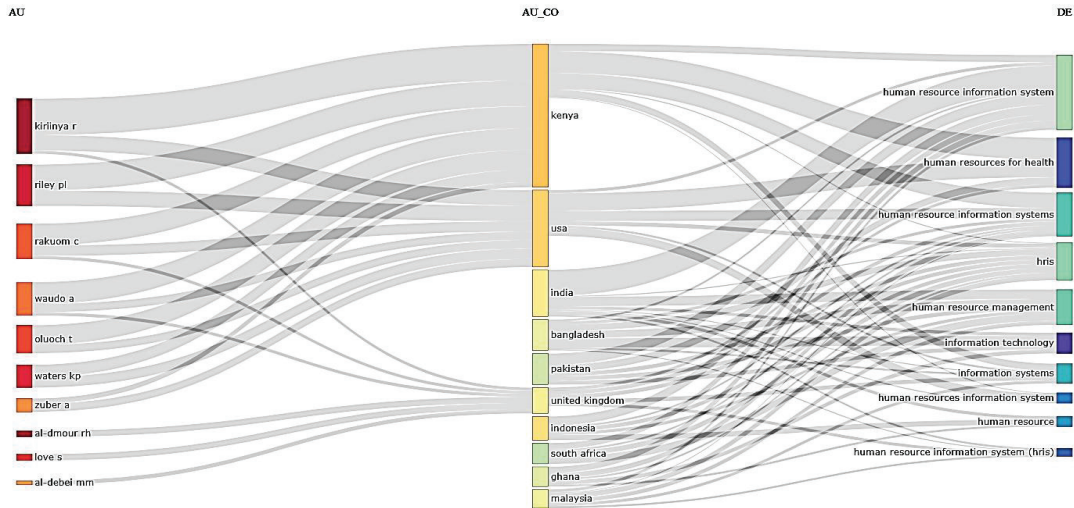 AU
AU_CO
DE
kiriinya r
riley pl
rakuom c
waudo a
oluoch t
waters kp
zuber a
al-dmour rh
love s
al-debei mm
kenya
usa
india
bangladesh
pakistan
united kingdom
indonesia
south africa
ghana
malaysia
human resource information system
human resources for health
human resource information systems
hris
human resource management
information technology
information systems
human resources information system
human resource
human resource information system (hris)